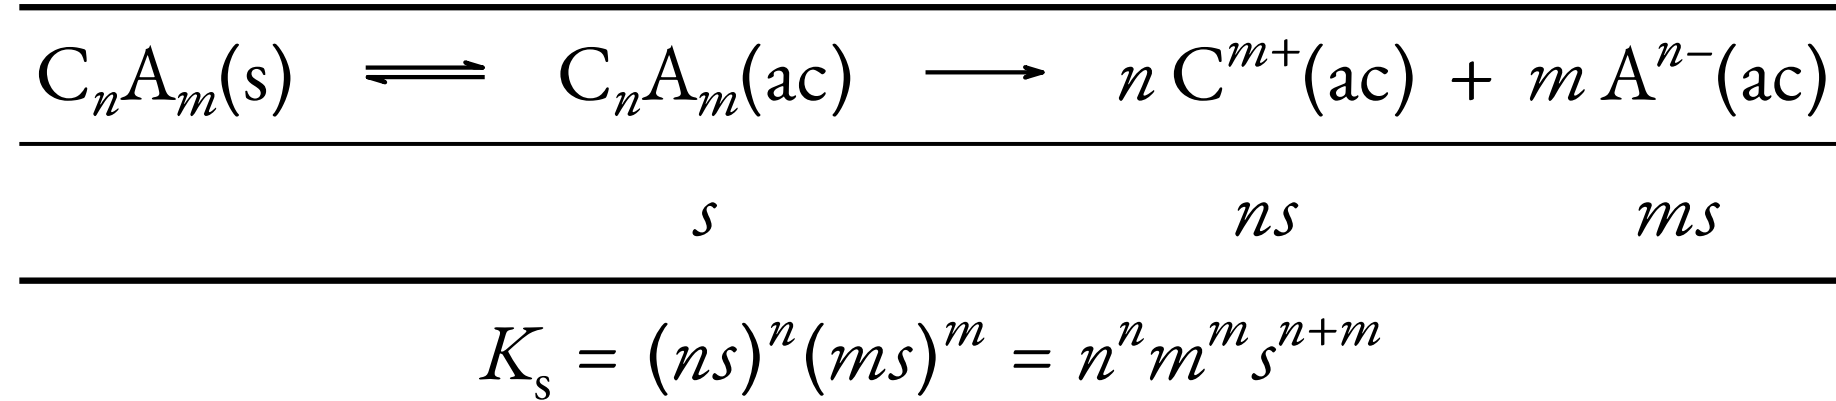 CₙAₘ(s) ⇌ CₙAₘ(ac) ⟶ n Cᵐ⁺(ac) + m Aⁿ⁻(ac)
s ns ms
Kₛ = (ns)ⁿ(ms)ᵐ = nⁿmᵐsⁿ⁺ᵐ